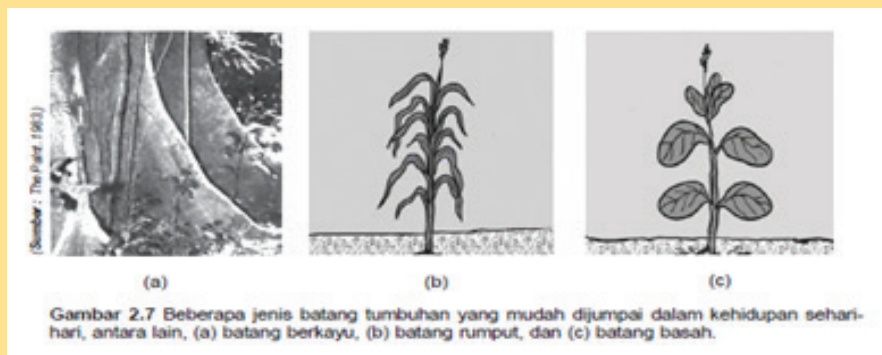 (Sumber: The Plant 1983)
(a)
(b)
(c)
Gambar 2.7 Beberapa jenis batang tumbuhan yang mudah dijumpai dalam kehidupan sehari-
hari, antara lain, (a) batang berkayu, (b) batang rumput, dan (c) batang basah.